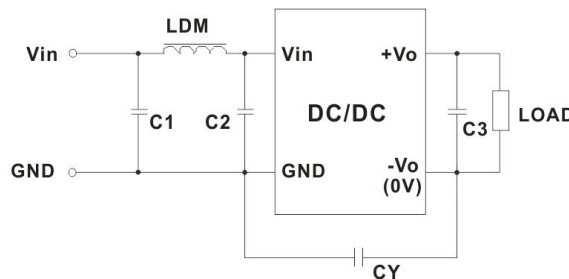 LDM
Vin
Vin
+Vo
C1
C2
DC/DC
C3
LOAD
GND
GND
-Vo
(0V)
CY